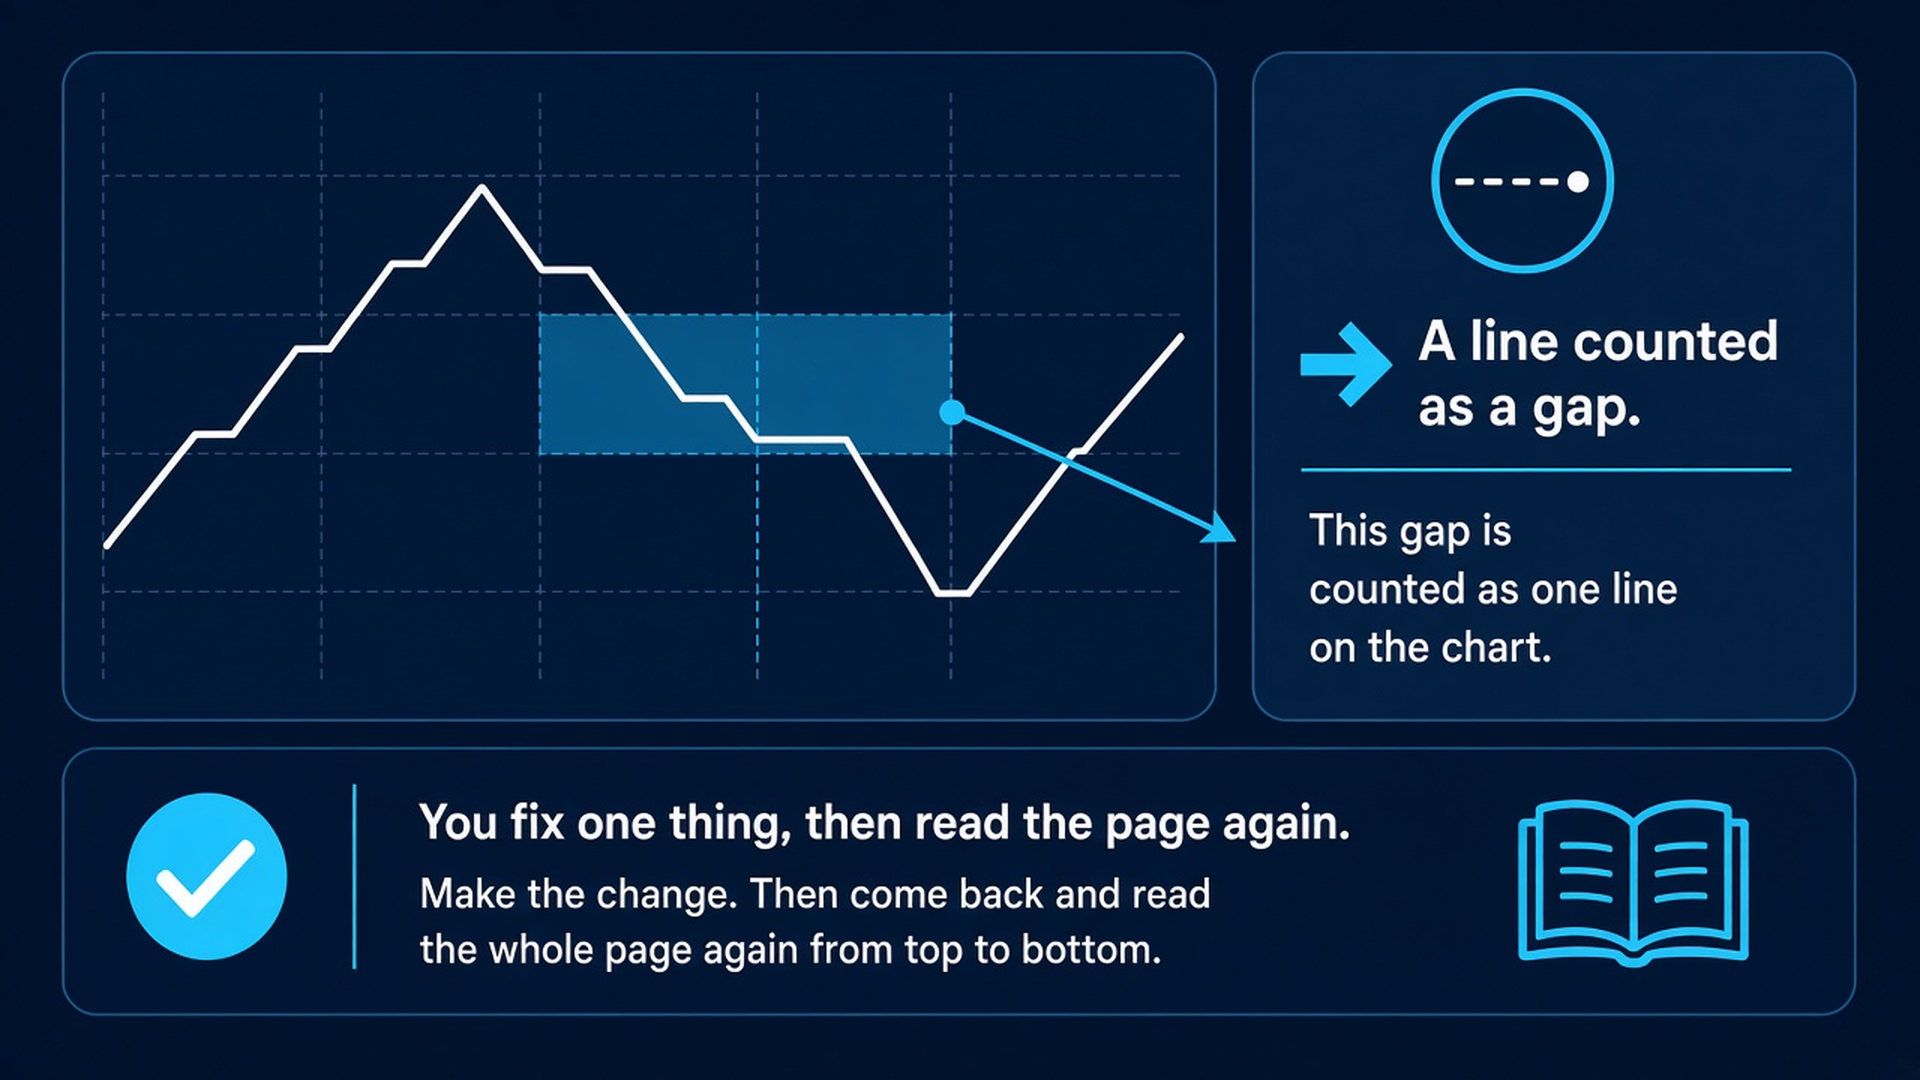 A line counted
as a gap.
This gap is
counted as one line
on the chart.
You fix one thing, then read the page again.
Make the change. Then come back and read
the whole page again from top to bottom.